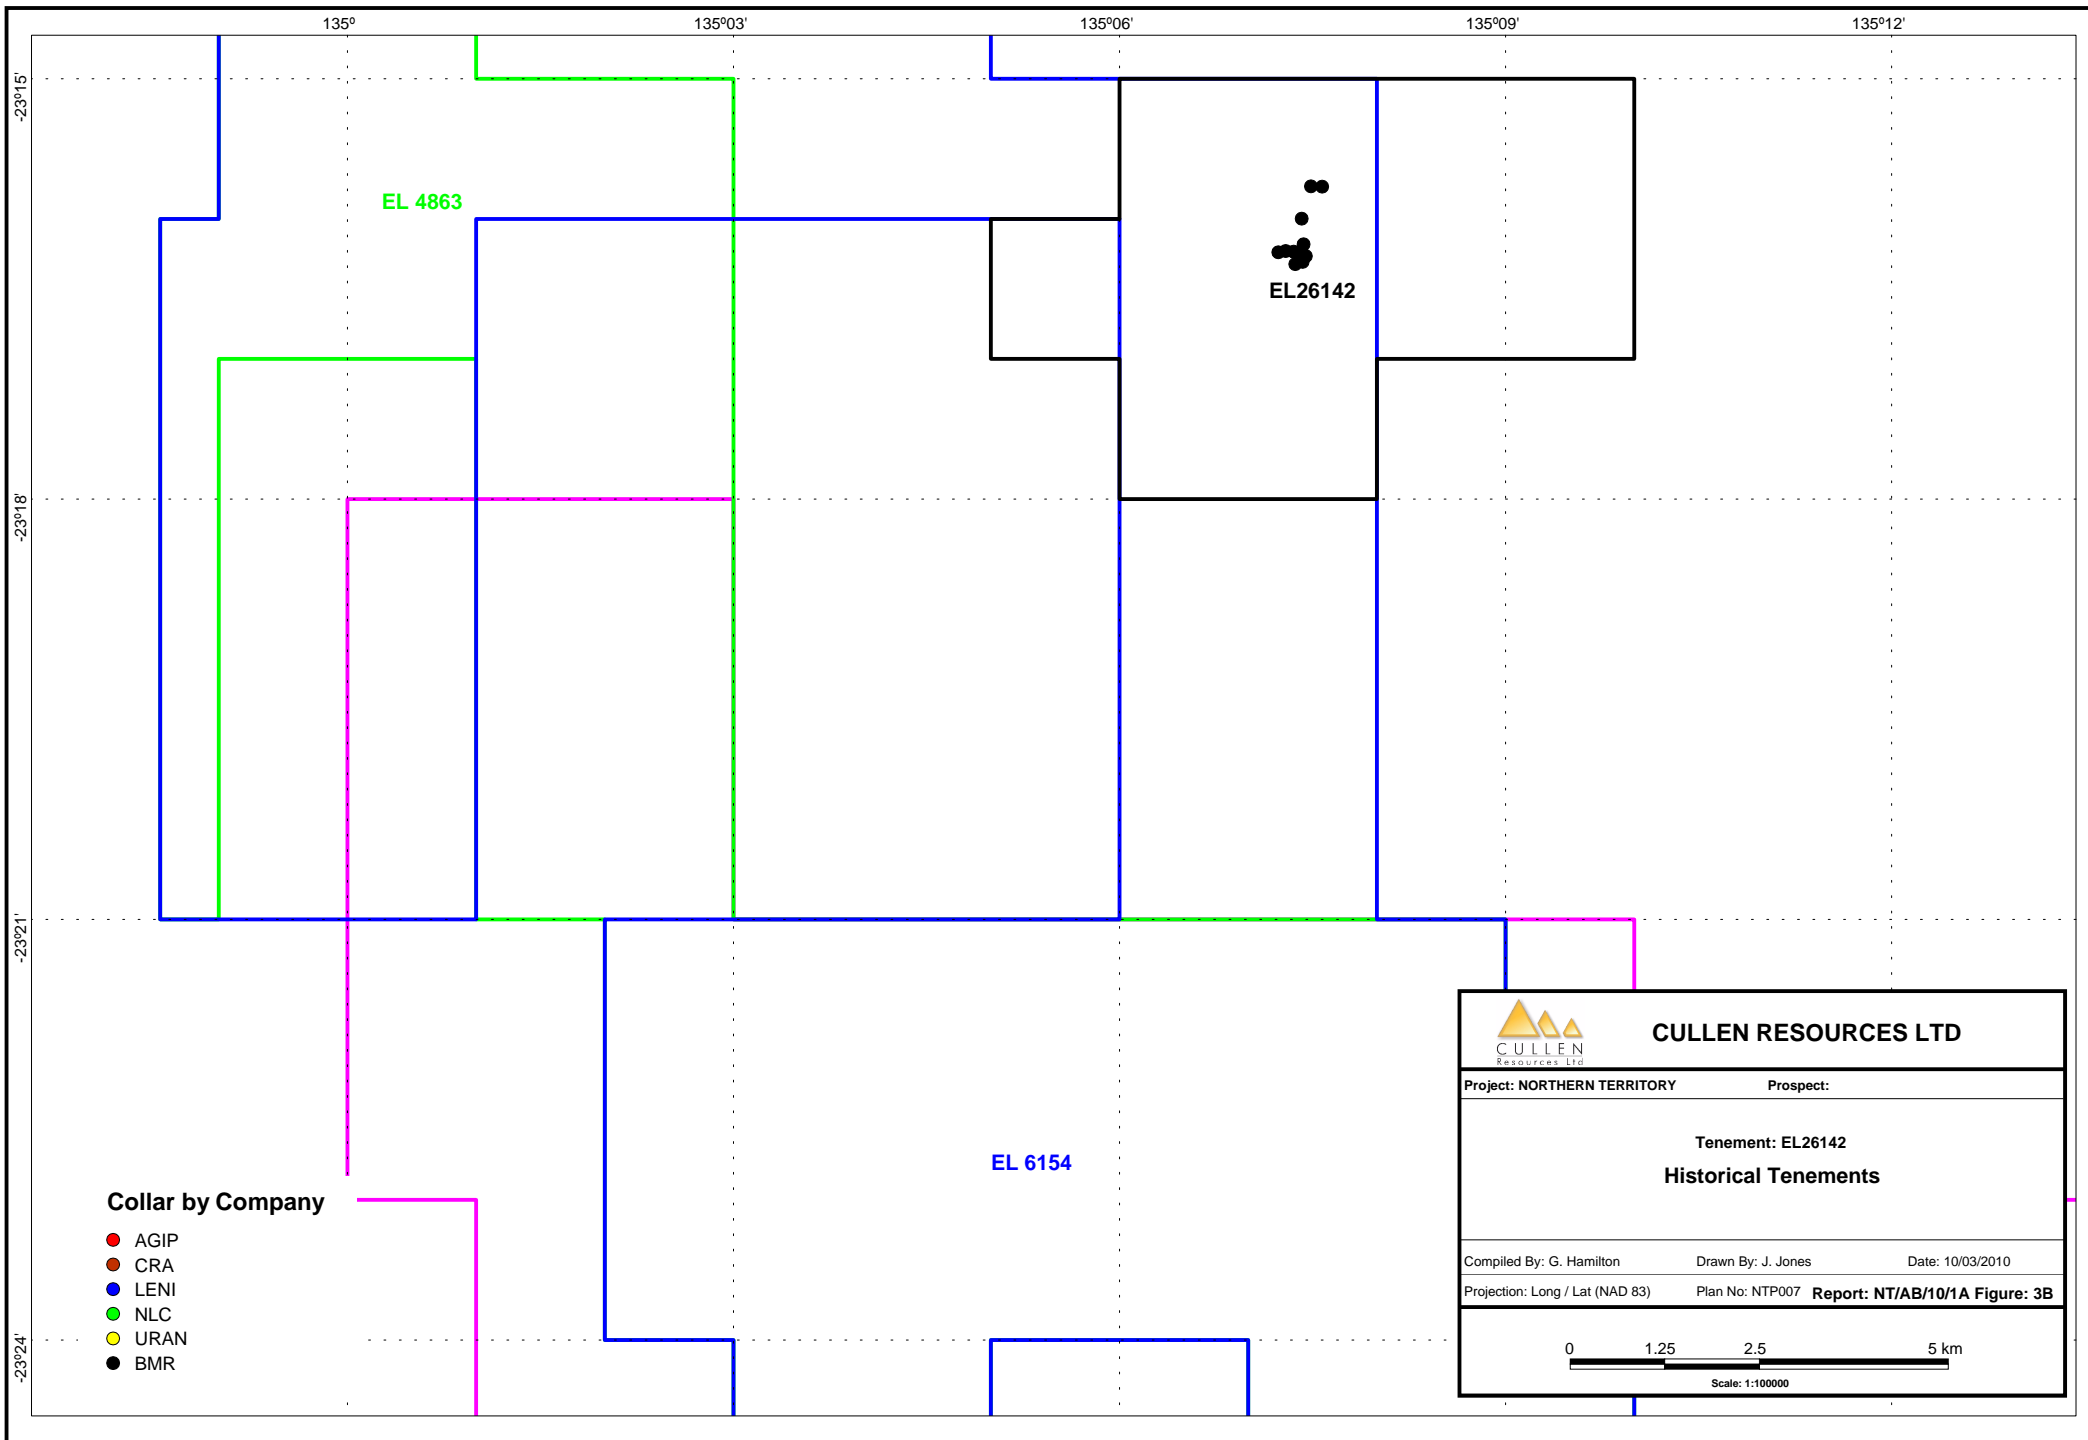 135º 135º03' 135º06' 135º09' 135º12'
-23º15'
EL 4863
EL26142
-23º18'
-23º21'
EL 6154
-23º24'
Collar by Company
AGIP
CRA
LENI
NLC
URAN
BMR
CULLEN
Resources Ltd
CULLEN RESOURCES LTD
Project: NORTHERN TERRITORY Prospect:
Tenement: EL26142
Historical Tenements
Compiled By: G. Hamilton Drawn By: J. Jones Date: 10/03/2010
Projection: Long / Lat (NAD 83) Plan No: NTP007 Report: NT/AB/10/1A Figure: 3B
0 1.25 2.5 5 km
Scale: 1:100000